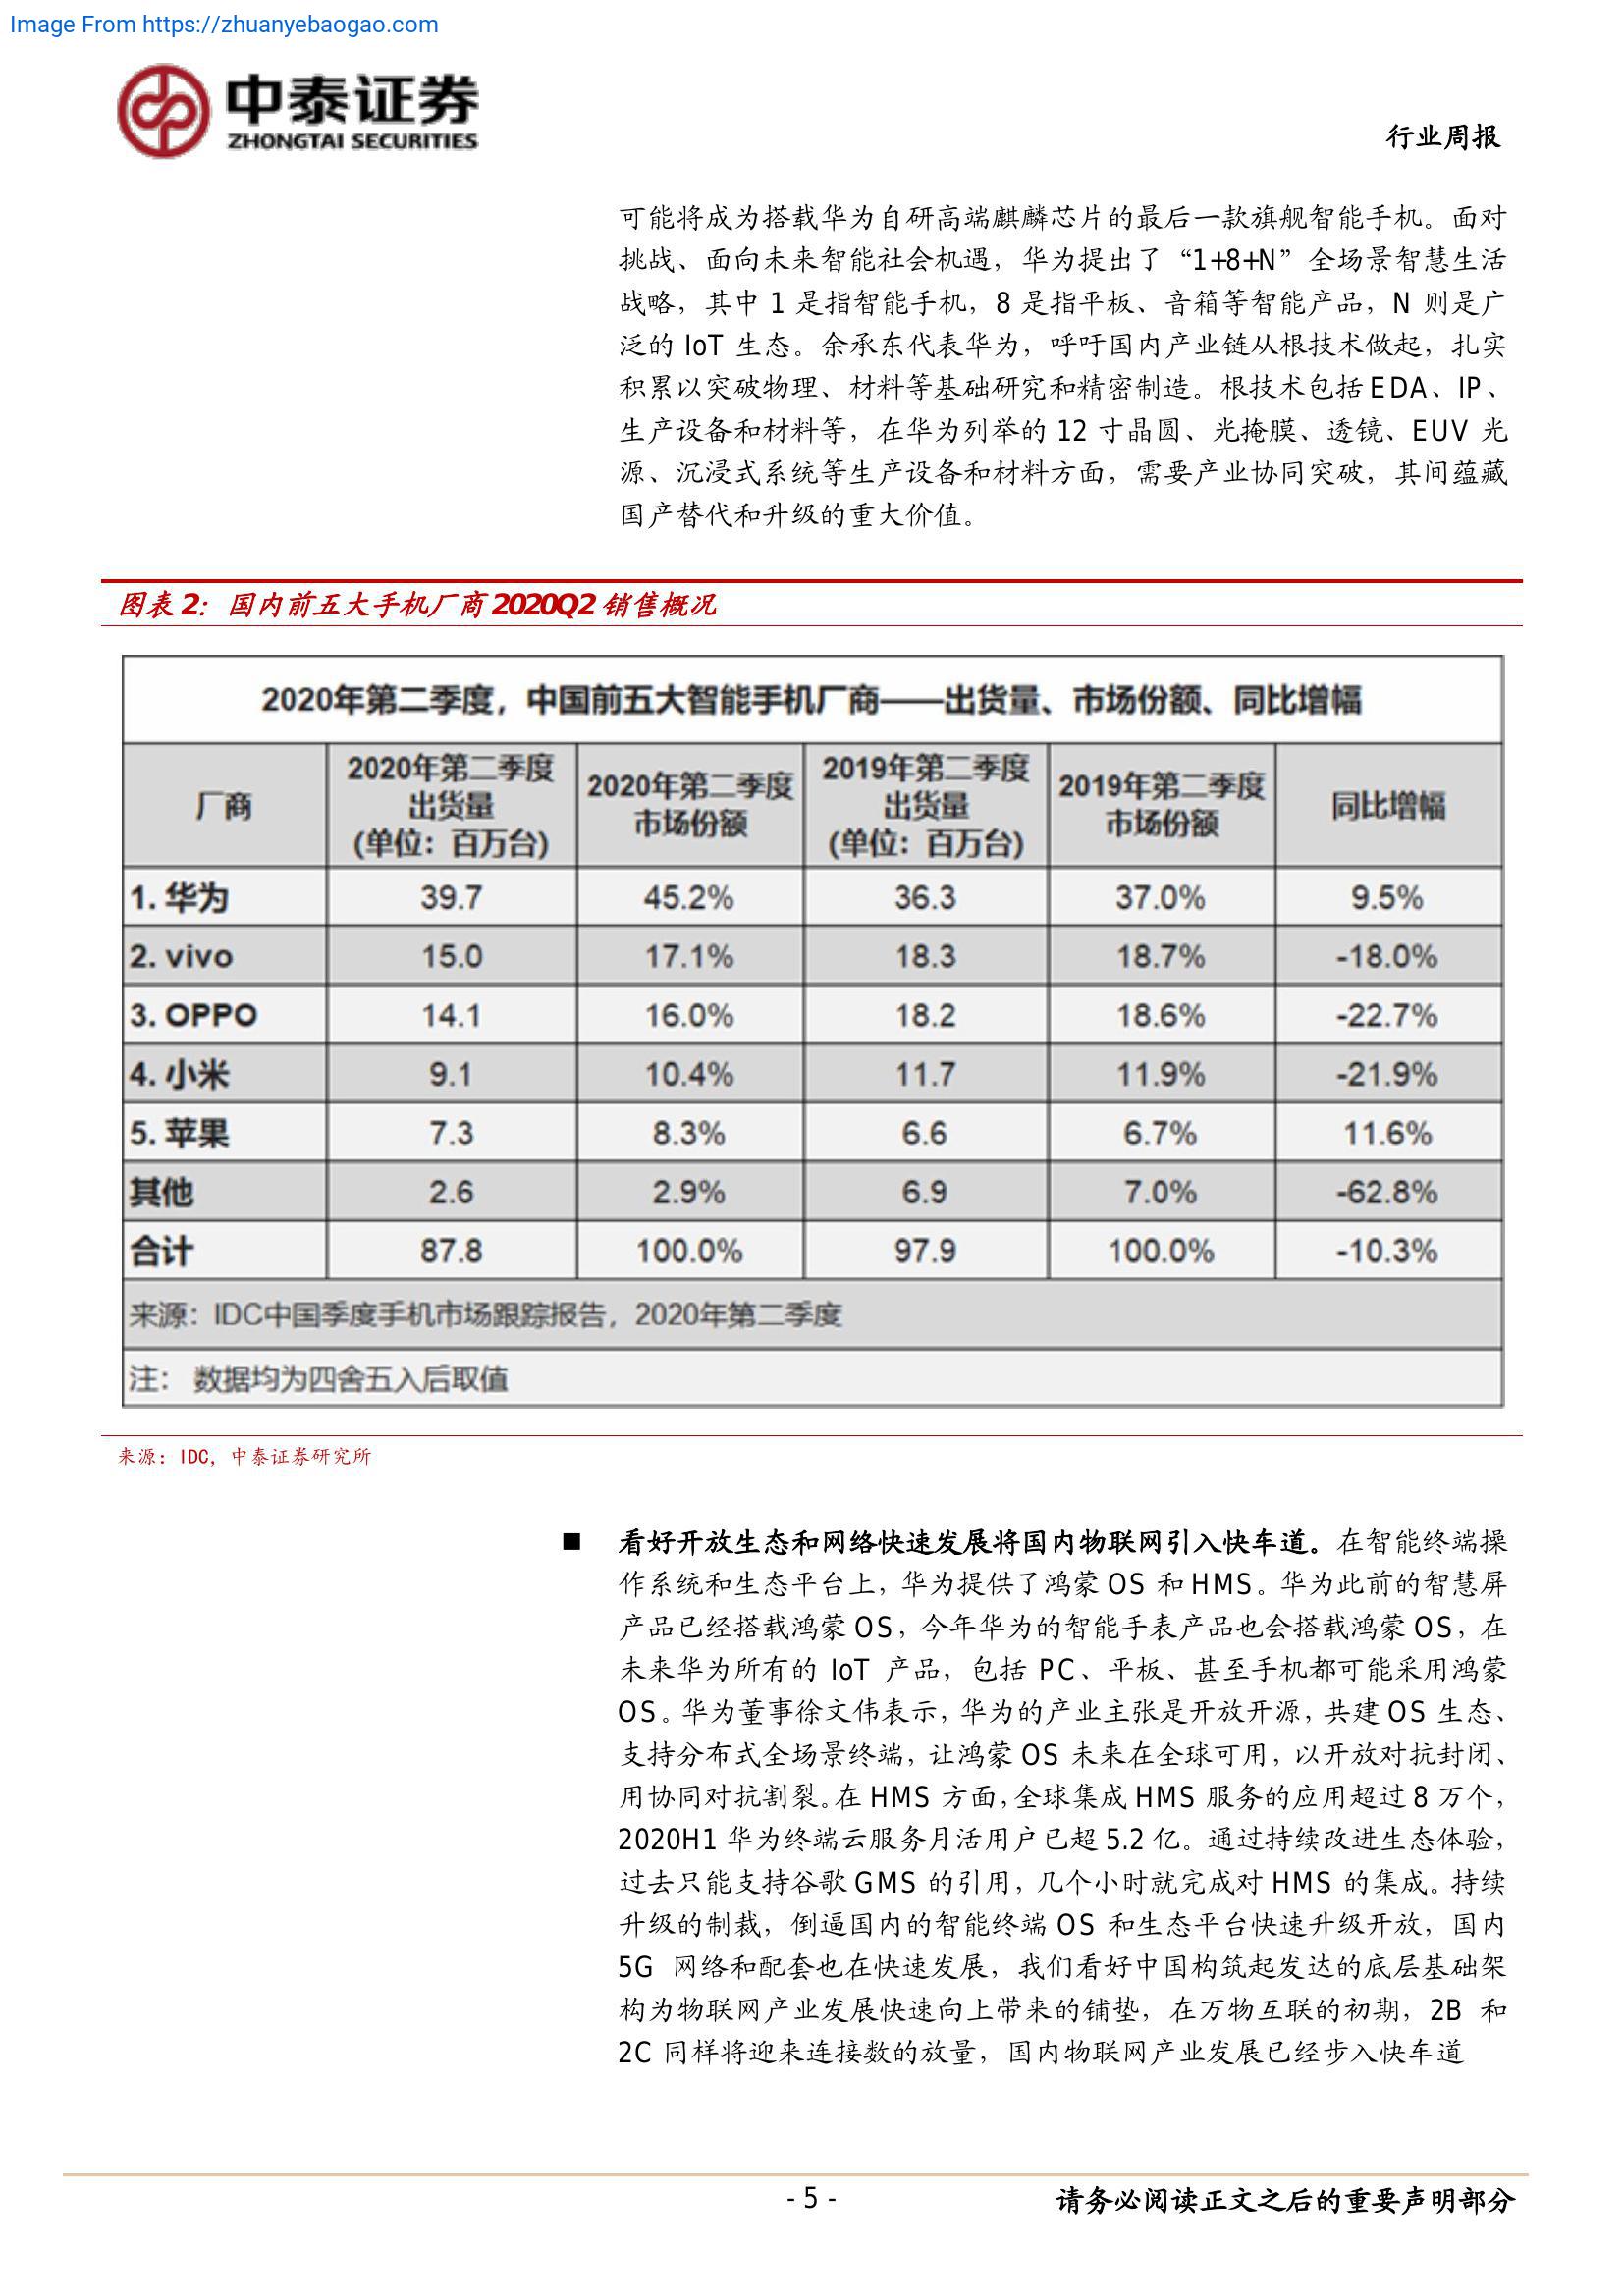 Image From https://zhuanyebaogao.com
中泰证券
ZHONGTAI SECURITIES
行业周报
可能将成为搭载华为自研高端麒麟芯片的最后一款旗舰智能手机。面对
挑战、面向未来智能社会机遇，华为提出了“1+8+N”全场景智慧生活
战略，其中 1 是指智能手机，8 是指平板、音箱等智能产品，N 则是广
泛的 IoT 生态。余承东代表华为，呼吁国内产业链从根技术做起，扎实
积累以突破物理、材料等基础研究和精密制造。根技术包括 EDA、IP、
生产设备和材料等，在华为列举的 12 寸晶圆、光掩膜、透镜、EUV 光
源、沉浸式系统等生产设备和材料方面，需要产业协同突破，其间蕴藏
国产替代和升级的重大价值。
图表 2：国内前五大手机厂商 2020Q2 销售概况
2020年第二季度，中国前五大智能手机厂商——出货量、市场份额、同比增幅
厂商 2020年第二季度出货量(单位：百万台) 2020年第二季度市场份额 2019年第二季度出货量(单位：百万台) 2019年第二季度市场份额 同比增幅
1. 华为 39.7 45.2% 36.3 37.0% 9.5%
2. vivo 15.0 17.1% 18.3 18.7% -18.0%
3. OPPO 14.1 16.0% 18.2 18.6% -22.7%
4. 小米 9.1 10.4% 11.7 11.9% -21.9%
5. 苹果 7.3 8.3% 6.6 6.7% 11.6%
其他 2.6 2.9% 6.9 7.0% -62.8%
合计 87.8 100.0% 97.9 100.0% -10.3%
来源：IDC中国季度手机市场跟踪报告，2020年第二季度
注： 数据均为四舍五入后取值
来源：IDC，中泰证券研究所
■ 看好开放生态和网络快速发展将国内物联网引入快车道。在智能终端操
作系统和生态平台上，华为提供了鸿蒙 OS 和 HMS。华为此前的智慧屏
产品已经搭载鸿蒙 OS，今年华为的智能手表产品也会搭载鸿蒙 OS，在
未来华为所有的 IoT 产品，包括 PC、平板、甚至手机都可能采用鸿蒙
OS。华为董事徐文伟表示，华为的产业主张是开放开源，共建 OS 生态、
支持分布式全场景终端，让鸿蒙 OS 未来在全球可用，以开放对抗封闭、
用协同对抗割裂。在 HMS 方面，全球集成 HMS 服务的应用超过 8 万个，
2020H1 华为终端云服务月活用户已超 5.2 亿。通过持续改进生态体验，
过去只能支持谷歌 GMS 的引用，几个小时就完成对 HMS 的集成。持续
升级的制裁，倒逼国内的智能终端 OS 和生态平台快速升级开放，国内
5G 网络和配套也在快速发展，我们看好中国构筑起发达的底层基础架
构为物联网产业发展快速向上带来的铺垫，在万物互联的初期，2B 和
2C 同样将迎来连接数的放量，国内物联网产业发展已经步入快车道
- 5 -
请务必阅读正文之后的重要声明部分